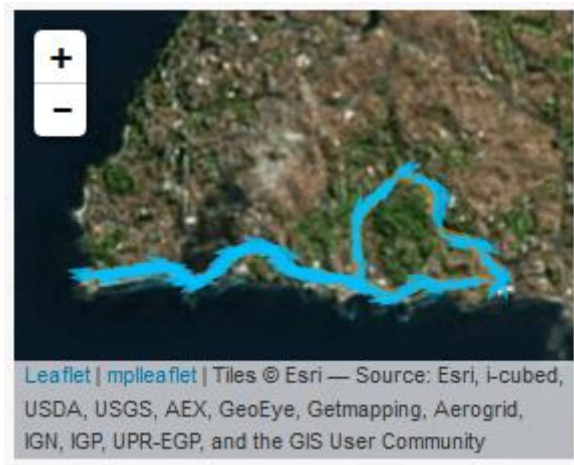 +
−
Leaflet | mplleaflet | Tiles © Esri — Source: Esri, i-cubed,
USDA, USGS, AEX, GeoEye, Getmapping, Aerogrid,
IGN, IGP, UPR-EGP, and the GIS User Community